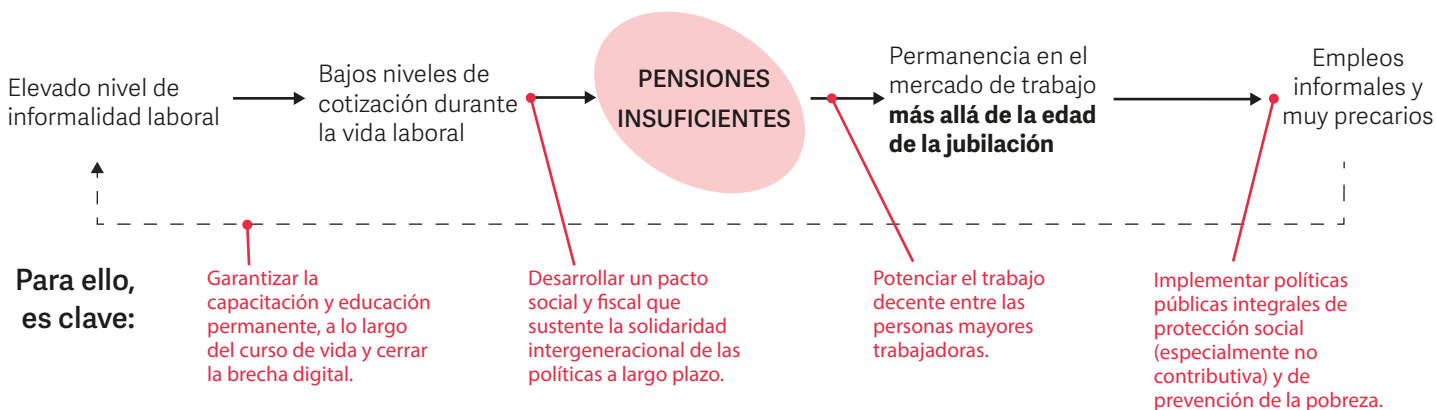 Elevado nivel de
informalidad laboral
Bajos niveles de
cotización durante
la vida laboral
PENSIONES
INSUFICIENTES
Permanencia en el
mercado de trabajo
más allá de la edad
de la jubilación
Empleos
informales y
muy precarios
Para ello,
es clave:
Garantizar la
capacitación y educación
permanente, a lo largo
del curso de vida y cerrar
la brecha digital.
Desarrollar un pacto
social y fiscal que
sustente la solidaridad
intergeneracional de las
políticas a largo plazo.
Potenciar el trabajo
decente entre las
personas mayores
trabajadoras.
Implementar políticas
públicas integrales de
protección social
(especialmente no
contributiva) y de
prevención de la pobreza.